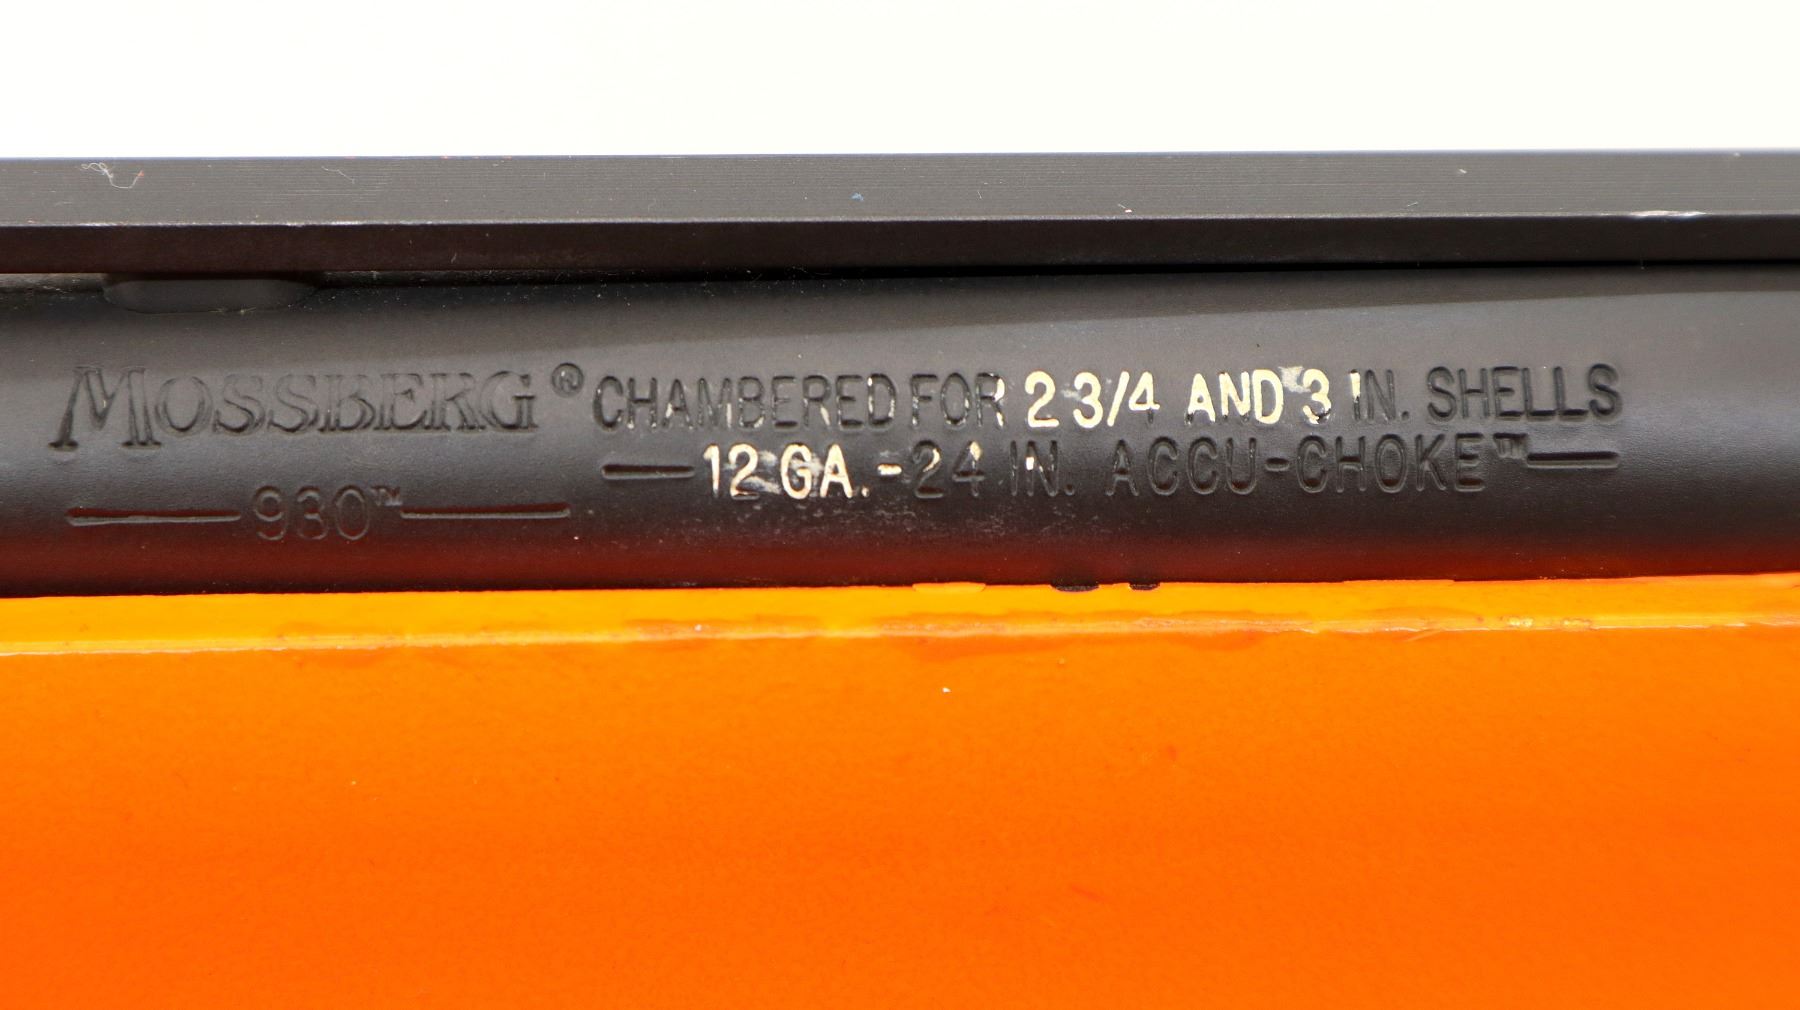 MOSSBERG® CHAMBERED FOR 2 3/4 AND 3 IN. SHELLS
12 GA. - 24 IN. ACCU-CHOKE™
930™